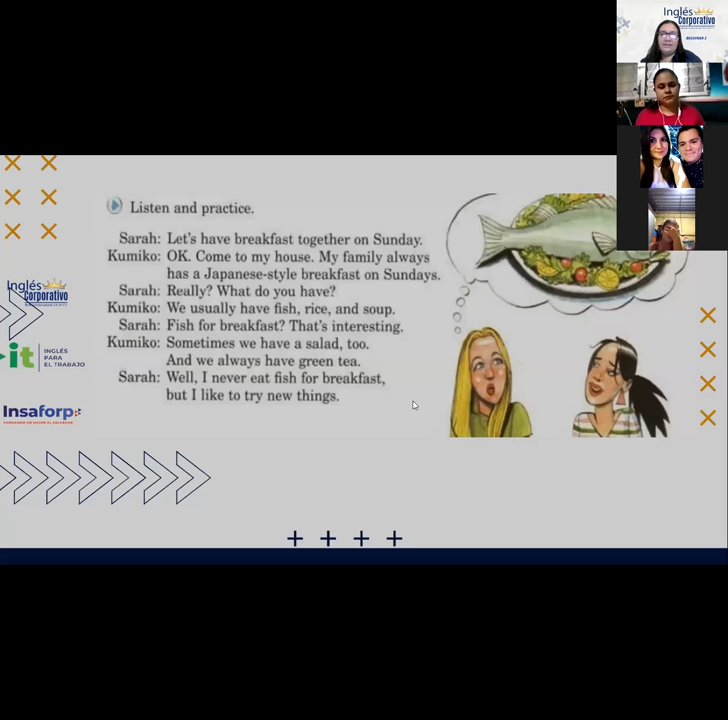 Inglés
Corporativo
BEGINNER 2
Listen and practice.
Sarah: Let's have breakfast together on Sunday.
Kumiko: OK. Come to my house. My family always
has a Japanese-style breakfast on Sundays.
Sarah: Really? What do you have?
Kumiko: We usually have fish, rice, and soup.
Sarah: Fish for breakfast? That's interesting.
Kumiko: Sometimes we have a salad, too.
And we always have green tea.
Sarah: Well, I never eat fish for breakfast,
but I like to try new things.
Inglés
Corporativo
it
INGLÉS
PARA
EL TRABAJO
Insaforp